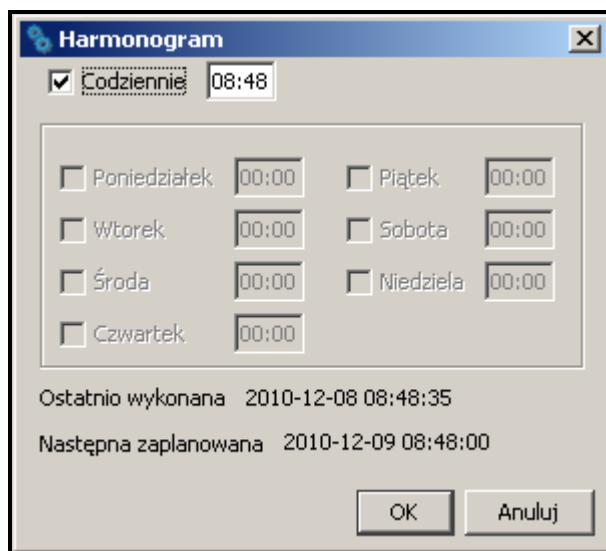 Harmonogram
Codziennie 08:48
Poniedziałek 00:00 Piątek 00:00
Wtorek 00:00 Sobota 00:00
Środa 00:00 Niedziela 00:00
Czwartek 00:00
Ostatnio wykonana 2010-12-08 08:48:35
Następna zaplanowana 2010-12-09 08:48:00
OK Anuluj